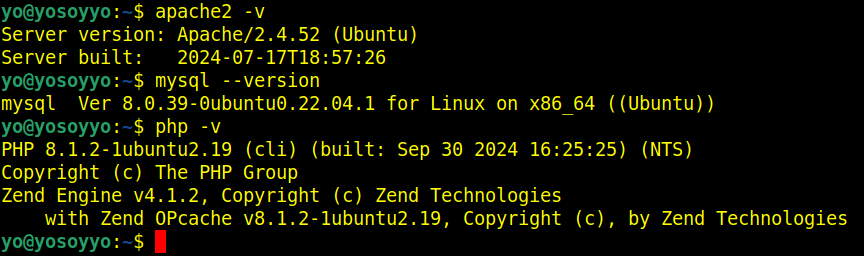 yo@yosoyyo:~$ apache2 -v
Server version: Apache/2.4.52 (Ubuntu)
Server built:   2024-07-17T18:57:26
yo@yosoyyo:~$ mysql --version
mysql  Ver 8.0.39-0ubuntu0.22.04.1 for Linux on x86_64 ((Ubuntu))
yo@yosoyyo:~$ php -v
PHP 8.1.2-1ubuntu2.19 (cli) (built: Sep 30 2024 16:25:25) (NTS)
Copyright (c) The PHP Group
Zend Engine v4.1.2, Copyright (c) Zend Technologies
    with Zend OPcache v8.1.2-1ubuntu2.19, Copyright (c), by Zend Technologies
yo@yosoyyo:~$